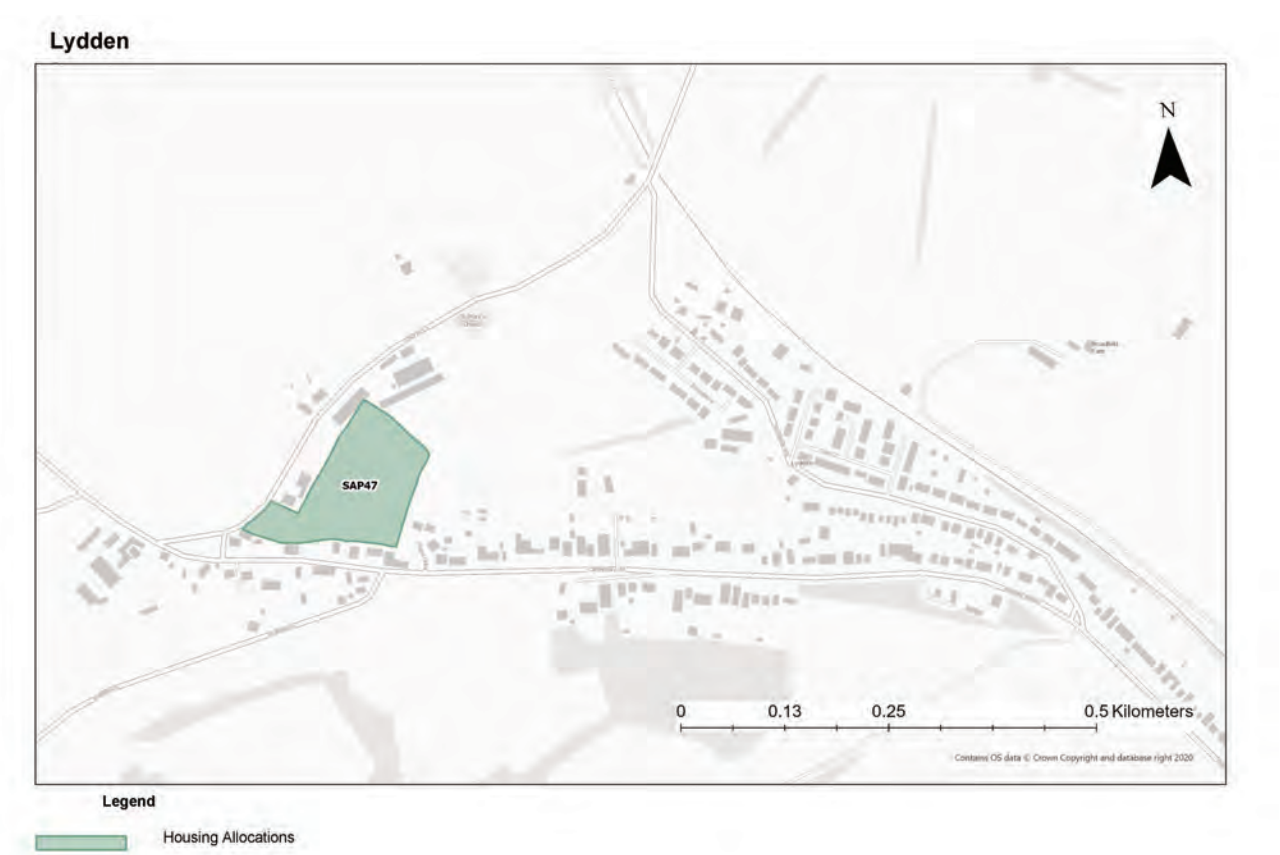 Lydden
N
SAP47
0 0.13 0.25 0.5 Kilometers
Contains OS data © Crown Copyright and database right 2020
Legend
Housing Allocations